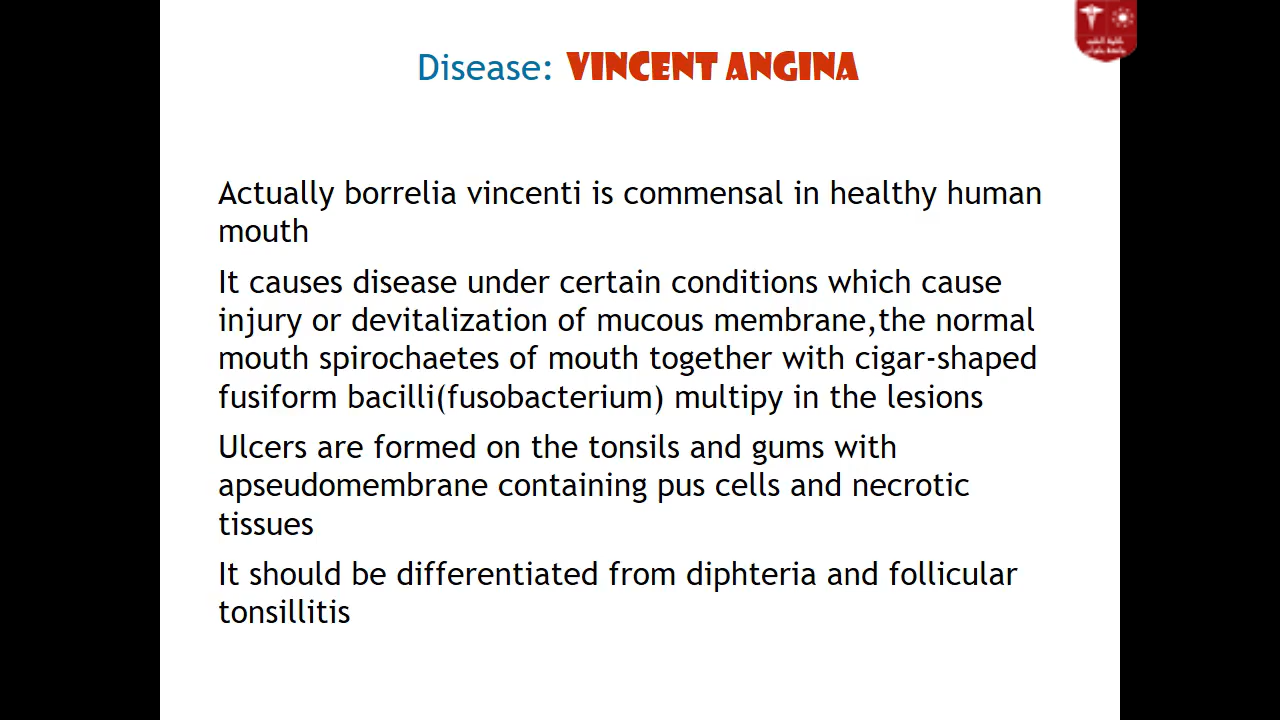 Disease: VINCENT ANGINA
Actually borrelia vincenti is commensal in healthy human
mouth
It causes disease under certain conditions which cause
injury or devitalization of mucous membrane,the normal
mouth spirochaetes of mouth together with cigar-shaped
fusiform bacilli(fusobacterium) multipy in the lesions
Ulcers are formed on the tonsils and gums with
apseudomembrane containing pus cells and necrotic
tissues
It should be differentiated from diphteria and follicular
tonsillitis